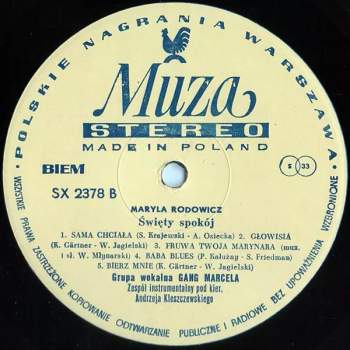 POLSKIE NAGRANIA WARSZAWA
Muza
STEREO
MADE IN POLAND
BIEM
S 33
SX 2378 B
MARYLA RODOWICZ
Święty spokój
1. SAMA CHCIAŁA (S. Krajewski - A. Osiecka) 2. GŁOWISIA
(K. Gärtner - W. Jagielski) 3. FRUWA TWOJA MARYNARA (muz.
i sł. W. Młynarski) 4. BABA BLUES (P. Kałużny - S. Friedman)
5. BIERZ MNIE (K. Gärtner - W. Jagielski)
Grupa wokalna GANG MARCELA
Zespół instrumentalny pod kier.
Andrzeja Kleszczewskiego
WSZYSTKIE PRAWA ZASTRZEŻONE KOPIOWANIE ODTWARZANIE PUBLICZNE I RADIOWE BEZ UPOWAŻNIENIA WZBRONIONE